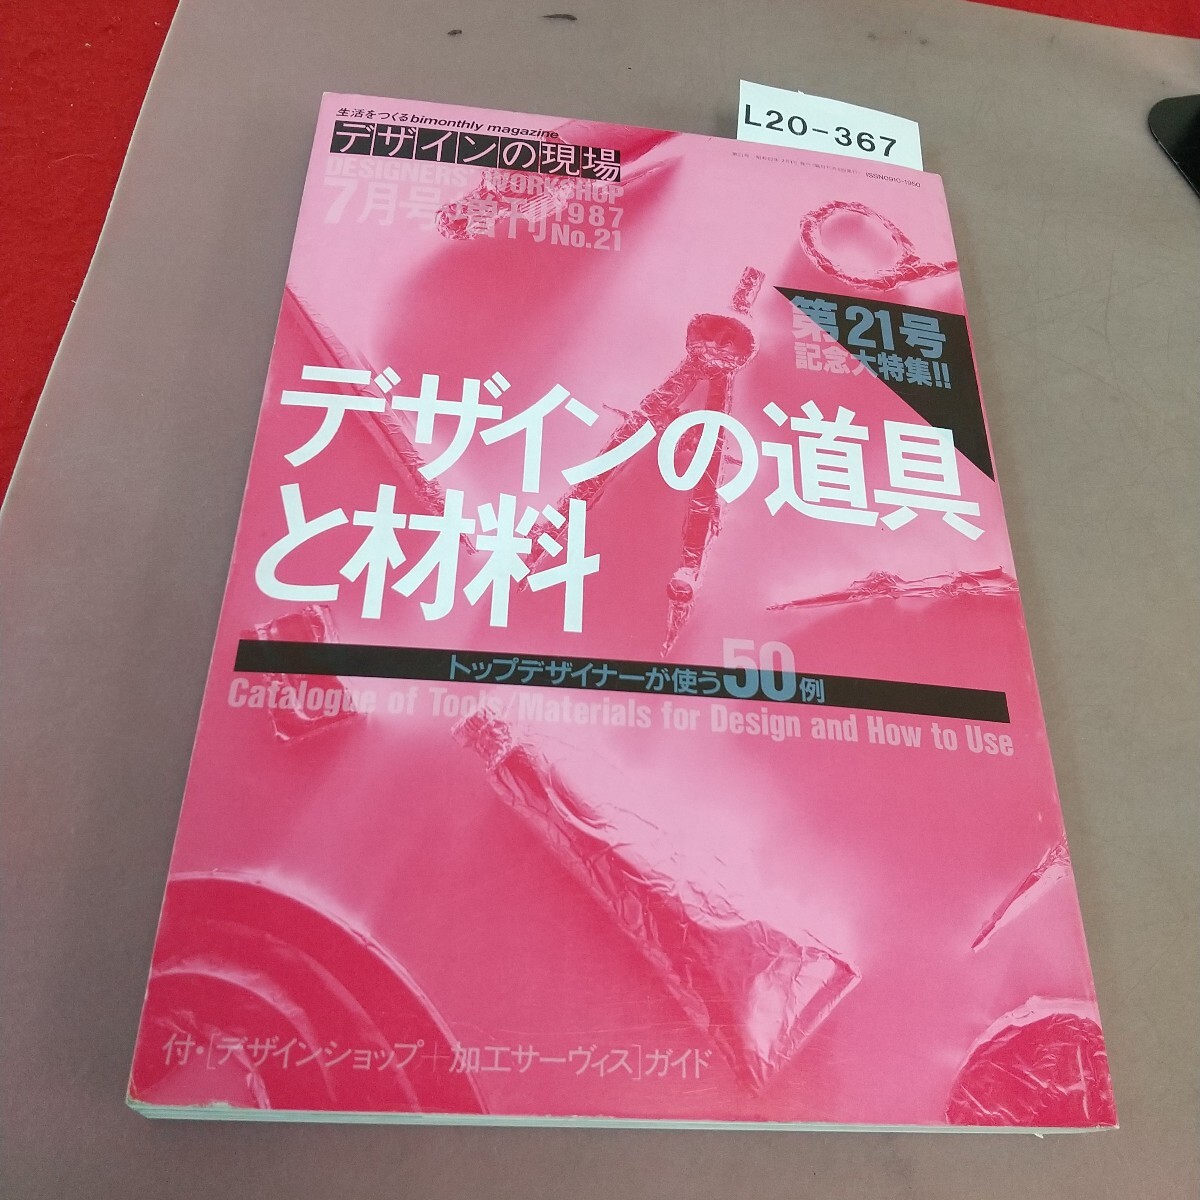 L20-367
生活をつくるbimonthly magazine
デザインの現場
DESIGNERS' WORKSHOP
7月号増刊1987
No.21
ISSN0910-1950
第21号
記念大特集!!
デザインの道具
と材料
トップデザイナーが使う50例
Catalogue of Tools/Materials for Design and How to Use
付・[デザインショップ+加工サーヴィス]ガイド